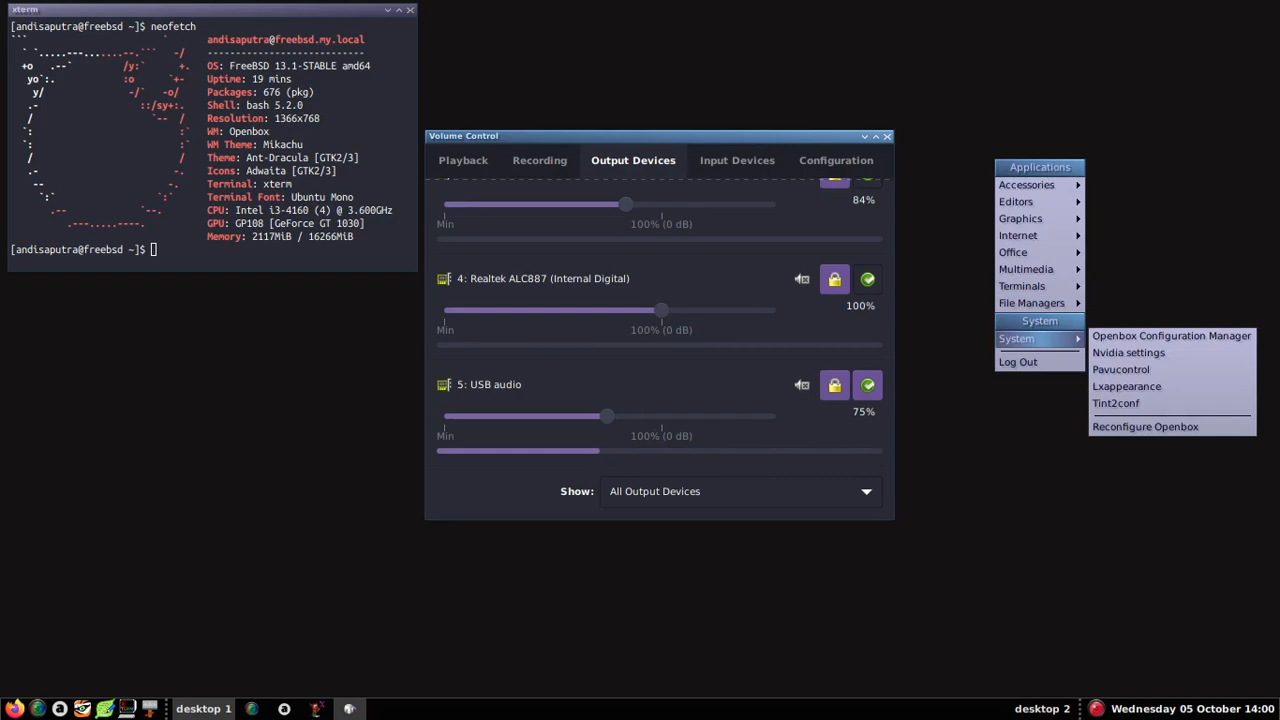 xterm
[andisaputra@freebsd ~]$ neofetch
andisaputra@freebsd.my.local
---------------------------
OS: FreeBSD 13.1-STABLE amd64
Uptime: 19 mins
Packages: 676 (pkg)
Shell: bash 5.2.0
Resolution: 1366x768
WM: Openbox
WM Theme: Mikachu
Theme: Ant-Dracula [GTK2/3]
Icons: Adwaita [GTK2/3]
Terminal: xterm
Terminal Font: Ubuntu Mono
CPU: Intel i3-4160 (4) @ 3.600GHz
GPU: GP108 [GeForce GT 1030]
Memory: 2117MiB / 16266MiB
[andisaputra@freebsd ~]$
Volume Control
Playback Recording Output Devices Input Devices Configuration
84%
Min 100% (0 dB)
4: Realtek ALC887 (Internal Digital)
100%
Min 100% (0 dB)
5: USB audio
75%
Min 100% (0 dB)
Show: All Output Devices
Applications
Accessories
Editors
Graphics
Internet
Office
Multimedia
Terminals
File Managers
System
System
Log Out
Openbox Configuration Manager
Nvidia settings
Pavucontrol
Lxappearance
Tint2conf
Reconfigure Openbox
desktop 1 desktop 2 Wednesday 05 October 14:00